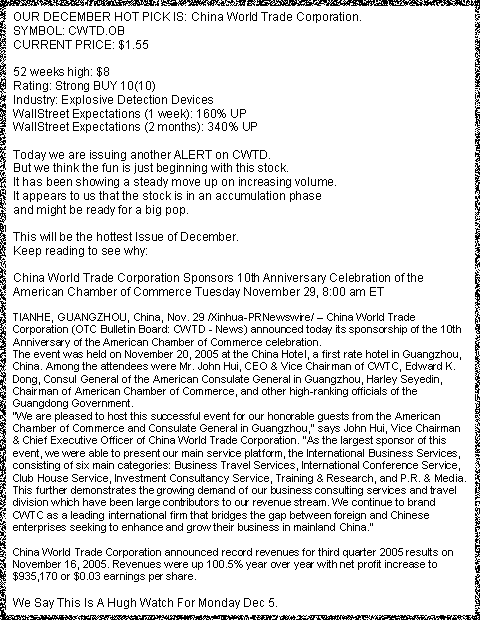 OUR DECEMBER HOT PICK IS: China World Trade Corporation.
SYMBOL: CWTD.OB
CURRENT PRICE: $1.55
52 weeks high: $8
Rating: Strong BUY 10(10)
Industry: Explosive Detection Devices
WallStreet Expectations (1 week): 160% UP
WallStreet Expectations (2 months): 340% UP
Today we are issuing another ALERT on CWTD.
But we think the fun is just beginning with this stock.
It has been showing a steady move up on increasing volume.
It appears to us that the stock is in an accumulation phase
and might be ready for a big pop.
This will be the hottest Issue of December.
Keep reading to see why:
China World Trade Corporation Sponsors 10th Anniversary Celebration of the
American Chamber of Commerce Tuesday November 29, 8:00 am ET
TIANHE, GUANGZHOU, China, Nov. 29 /Xinhua-PRNewswire/ -- China World Trade
Corporation (OTC Bulletin Board: CWTD - News) announced today its sponsorship of the 10th
Anniversary of the American Chamber of Commerce celebration.
The event was held on November 20, 2005 at the China Hotel, a first rate hotel in Guangzhou,
China. Among the attendees were Mr. John Hui, CEO & Vice Chairman of CWTC, Edward K.
Dong, Consul General of the American Consulate General in Guangzhou, Harley Seyedin,
Chairman of American Chamber of Commerce, and other high-ranking officials of the
Guangdong Government.
"We are pleased to host this successful event for our honorable guests from the American
Chamber of Commerce and Consulate General in Guangzhou," says John Hui, Vice Chairman
& Chief Executive Officer of China World Trade Corporation. "As the largest sponsor of this
event, we were able to present our main service platform, the International Business Services,
consisting of six main categories: Business Travel Services, International Conference Service,
Club House Service, Investment Consultancy Service, Training & Research, and P.R. & Media.
This further demonstrates the growing demand of our business consulting services and travel
division which have been large contributors to our revenue stream. We continue to brand
CWTC as a leading international firm that bridges the gap between foreign and Chinese
enterprises seeking to enhance and grow their business in mainland China."
China World Trade Corporation announced record revenues for third quarter 2005 results on
November 16, 2005. Revenues were up 100.5% year over year with net profit increase to
$935,170 or $0.03 earnings per share.
We Say This Is A Hugh Watch For Monday Dec 5.